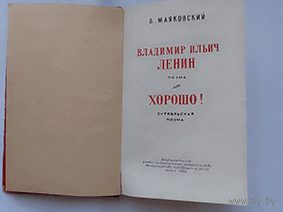 В. МАЯКОВСКИЙ
ВЛАДИМИР ИЛЬИЧ
ЛЕНИН
ПОЭМА
ХОРОШО!
ОКТЯБРЬСКАЯ
ПОЭМА